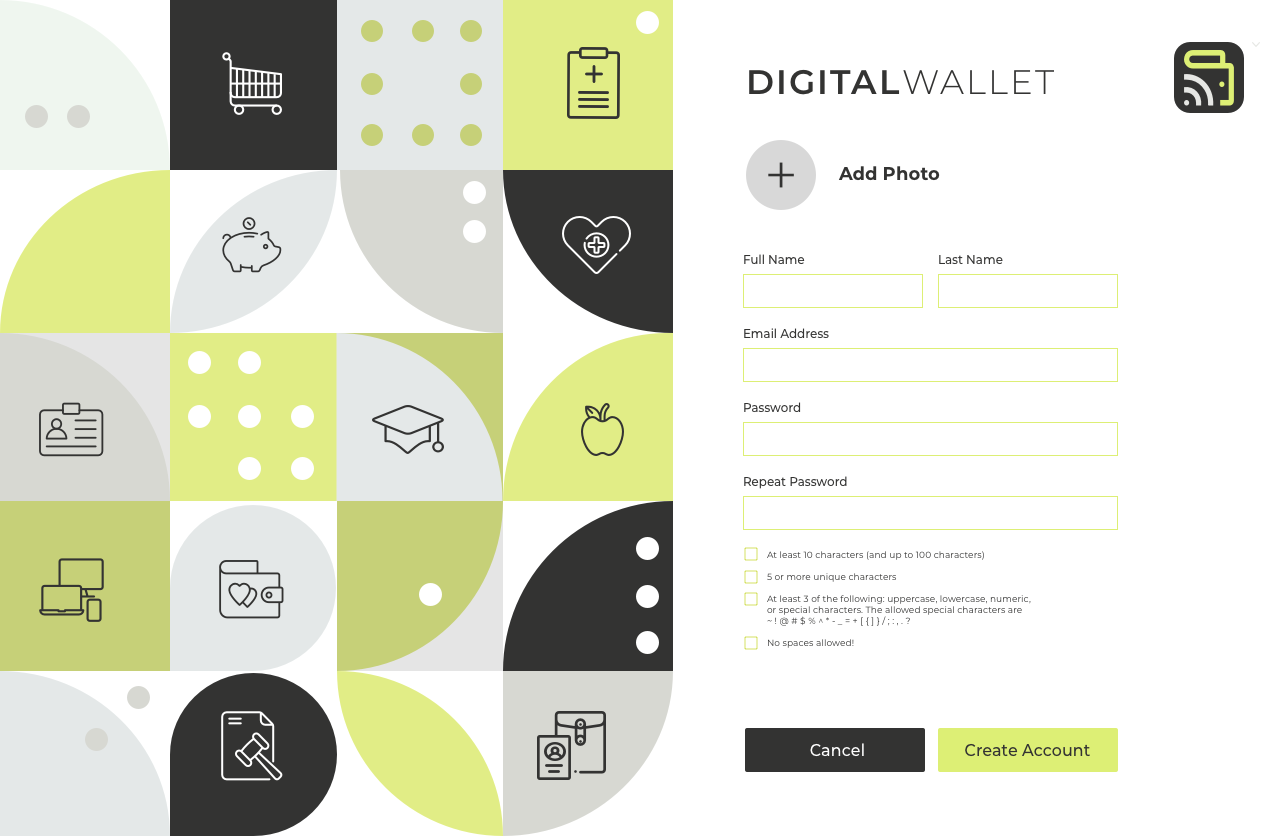 DIGITALWALLET
Add Photo
Full Name
Last Name
Email Address
Password
Repeat Password
At least 10 characters (and up to 100 characters)
5 or more unique characters
At least 3 of the following: uppercase, lowercase, numeric,
or special characters. The allowed special characters are
~ ! @ # $ % ^ * - _ = + [ { ] } / ; : , . ?
No spaces allowed!
Cancel
Create Account